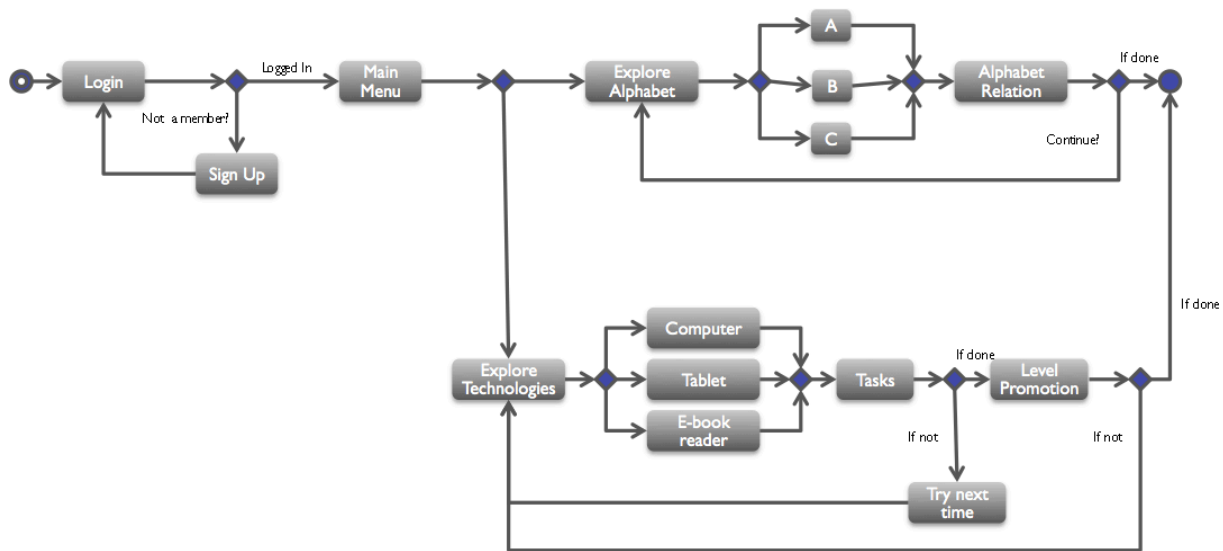 Login
Logged In
Main
Menu
Not a member?
Sign Up
Explore
Alphabet
A
B
C
Alphabet
Relation
If done
Continue?
If done
Explore
Technologies
Computer
Tablet
E-book
reader
Tasks
If done
Level
Promotion
If not
If not
Try next
time